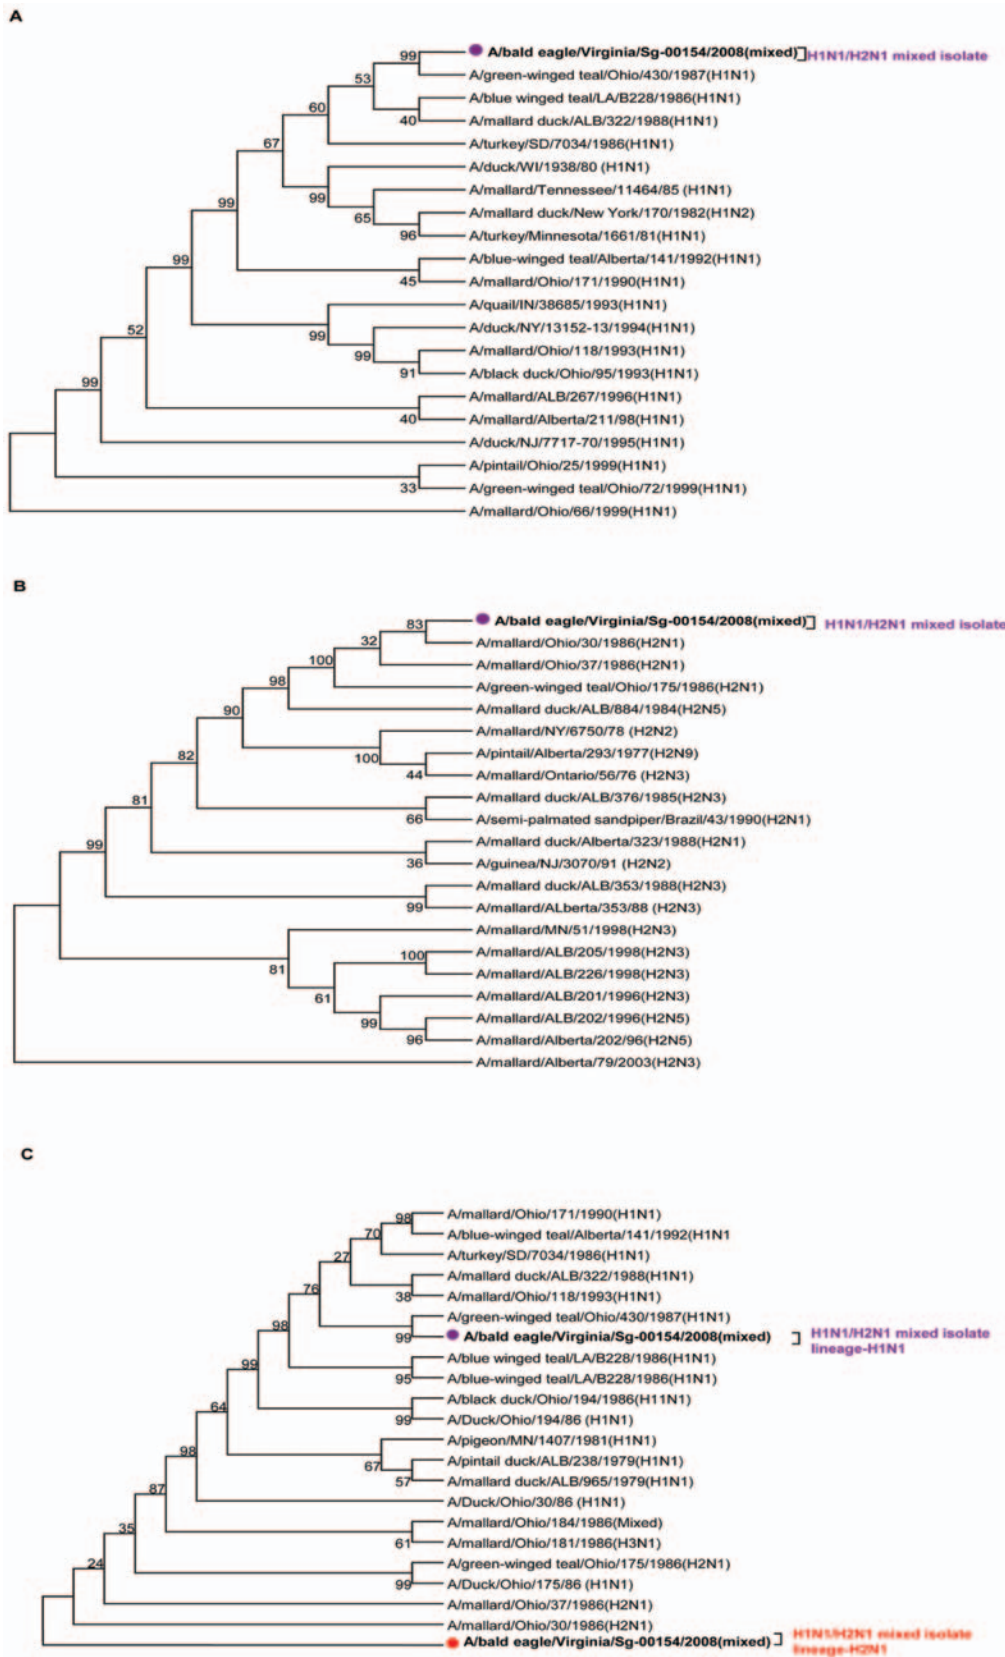 A
99 A/bald eagle/Virginia/Sg-00154/2008(mixed) H1N1/H2N1 mixed isolate
53 A/green-winged teal/Ohio/430/1987(H1N1)
60 A/blue winged teal/LA/B228/1986(H1N1)
40 A/mallard duck/ALB/322/1988(H1N1)
67 A/turkey/SD/7034/1986(H1N1)
A/duck/WI/1938/80 (H1N1)
99 99 A/mallard/Tennessee/11464/85 (H1N1)
65 A/mallard duck/New York/170/1982(H1N2)
96 A/turkey/Minnesota/1661/81(H1N1)
99 A/blue-winged teal/Alberta/141/1992(H1N1)
45 A/mallard/Ohio/171/1990(H1N1)
A/quail/IN/38685/1993(H1N1)
52 99 A/duck/NY/13152-13/1994(H1N1)
99 A/mallard/Ohio/118/1993(H1N1)
91 A/black duck/Ohio/95/1993(H1N1)
99 A/mallard/ALB/267/1996(H1N1)
40 A/mallard/Alberta/211/98(H1N1)
A/duck/NJ/7717-70/1995(H1N1)
A/pintail/Ohio/25/1999(H1N1)
33 A/green-winged teal/Ohio/72/1999(H1N1)
A/mallard/Ohio/66/1999(H1N1)
B
83 A/bald eagle/Virginia/Sg-00154/2008(mixed) H1N1/H2N1 mixed isolate
32 A/mallard/Ohio/30/1986(H2N1)
100 A/mallard/Ohio/37/1986(H2N1)
98 A/green-winged teal/Ohio/175/1986(H2N1)
90 A/mallard duck/ALB/884/1984(H2N5)
A/mallard/NY/6750/78 (H2N2)
82 100 A/pintail/Alberta/293/1977(H2N9)
44 A/mallard/Ontario/56/76 (H2N3)
81 A/mallard duck/ALB/376/1985(H2N3)
66 A/semi-palmated sandpiper/Brazil/43/1990(H2N1)
99 A/mallard duck/Alberta/323/1988(H2N1)
36 A/guinea/NJ/3070/91 (H2N2)
A/mallard duck/ALB/353/1988(H2N3)
99 A/mallard/ALberta/353/88 (H2N3)
A/mallard/MN/51/1998(H2N3)
81 100 A/mallard/ALB/205/1998(H2N3)
A/mallard/ALB/226/1998(H2N3)
61 A/mallard/ALB/201/1996(H2N3)
99 A/mallard/ALB/202/1996(H2N5)
96 A/mallard/Alberta/202/96(H2N5)
A/mallard/Alberta/79/2003(H2N3)
C
98 A/mallard/Ohio/171/1990(H1N1)
70 A/blue-winged teal/Alberta/141/1992(H1N1
27 A/turkey/SD/7034/1986(H1N1)
76 A/mallard duck/ALB/322/1988(H1N1)
38 A/mallard/Ohio/118/1993(H1N1)
98 A/green-winged teal/Ohio/430/1987(H1N1)
99 A/bald eagle/Virginia/Sg-00154/2008(mixed) H1N1/H2N1 mixed isolate
lineage-H1N1
99 A/blue winged teal/LA/B228/1986(H1N1)
95 A/blue-winged teal/LA/B228/1986(H1N1)
64 A/black duck/Ohio/194/1986(H11N1)
99 A/Duck/Ohio/194/86 (H1N1)
98 A/pigeon/MN/1407/1981(H1N1)
67 A/pintail duck/ALB/238/1979(H1N1)
87 57 A/mallard duck/ALB/965/1979(H1N1)
A/Duck/Ohio/30/86 (H1N1)
35 A/mallard/Ohio/184/1986(Mixed)
61 A/mallard/Ohio/181/1986(H3N1)
24 A/green-winged teal/Ohio/175/1986(H2N1)
99 A/Duck/Ohio/175/86 (H1N1)
A/mallard/Ohio/37/1986(H2N1)
A/mallard/Ohio/30/1986(H2N1)
A/bald eagle/Virginia/Sg-00154/2008(mixed) H1N1/H2N1 mixed isolate
lineage-H2N1